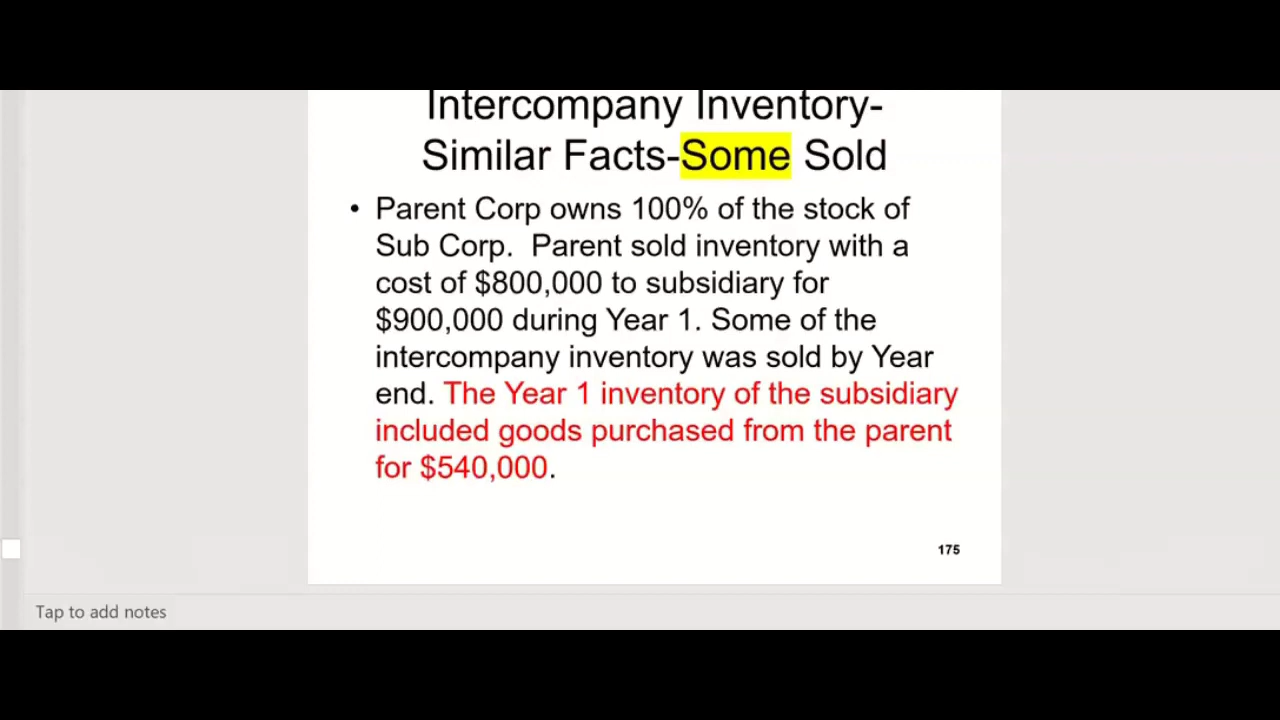 Intercompany Inventory-
Similar Facts-Some Sold
• Parent Corp owns 100% of the stock of
Sub Corp.  Parent sold inventory with a
cost of $800,000 to subsidiary for
$900,000 during Year 1. Some of the
intercompany inventory was sold by Year
end. The Year 1 inventory of the subsidiary
included goods purchased from the parent
for $540,000.
175
Tap to add notes